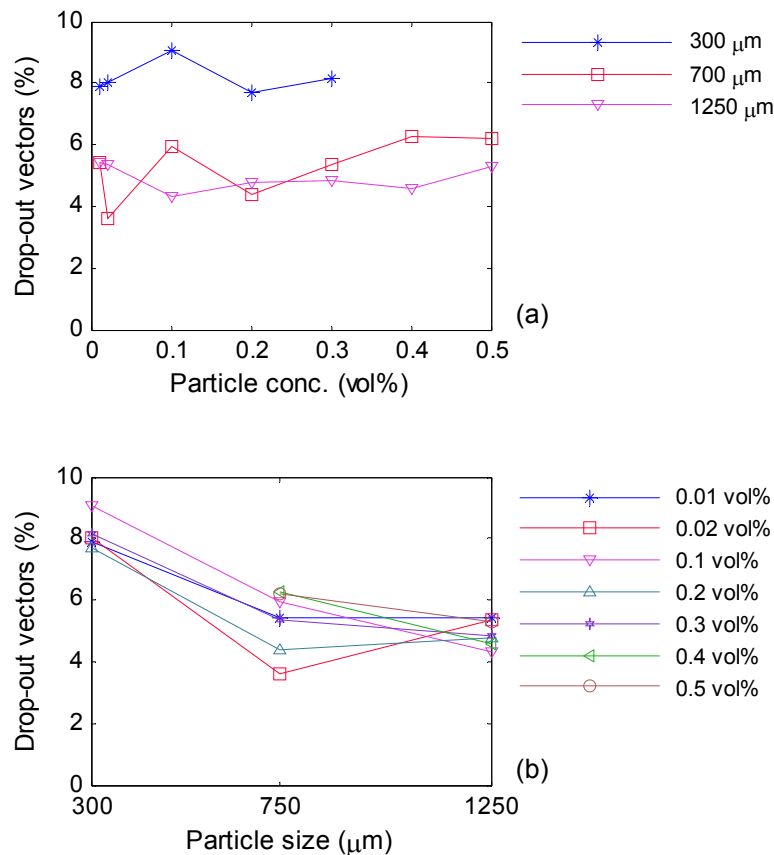 10
8
6
4
2
0
Drop-out vectors (%)
0 0.1 0.2 0.3 0.4 0.5
Particle conc. (vol%)
(a)
300 μm
700 μm
1250 μm
10
8
6
4
2
0
Drop-out vectors (%)
300 750 1250
Particle size (μm)
(b)
0.01 vol%
0.02 vol%
0.1 vol%
0.2 vol%
0.3 vol%
0.4 vol%
0.5 vol%